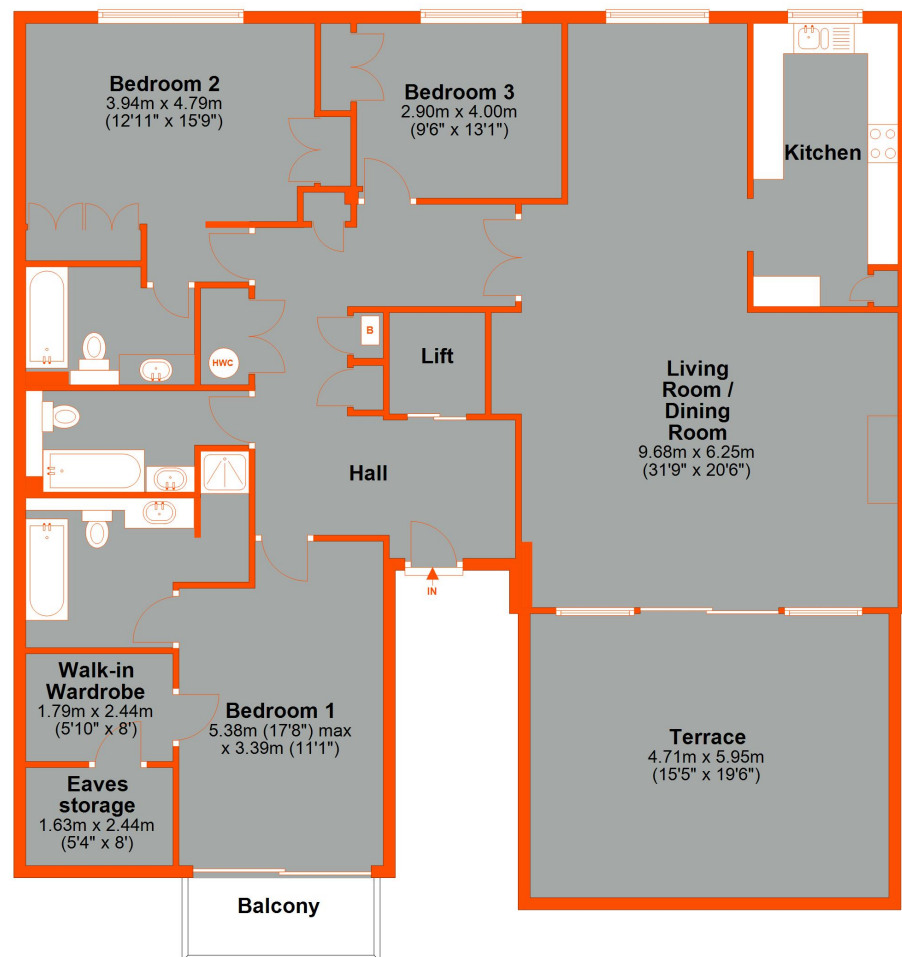 Bedroom 2
3.94m x 4.79m
(12'11" x 15'9")
Bedroom 3
2.90m x 4.00m
(9'6" x 13'1")
Kitchen
B
HWC
Lift
Living
Room /
Dining
Room
9.68m x 6.25m
(31'9" x 20'6")
Hall
IN
Walk-in
Wardrobe
1.79m x 2.44m
(5'10" x 8')
Bedroom 1
5.38m (17'8") max
x 3.39m (11'1")
Terrace
4.71m x 5.95m
(15'5" x 19'6")
Eaves
storage
1.63m x 2.44m
(5'4" x 8')
Balcony